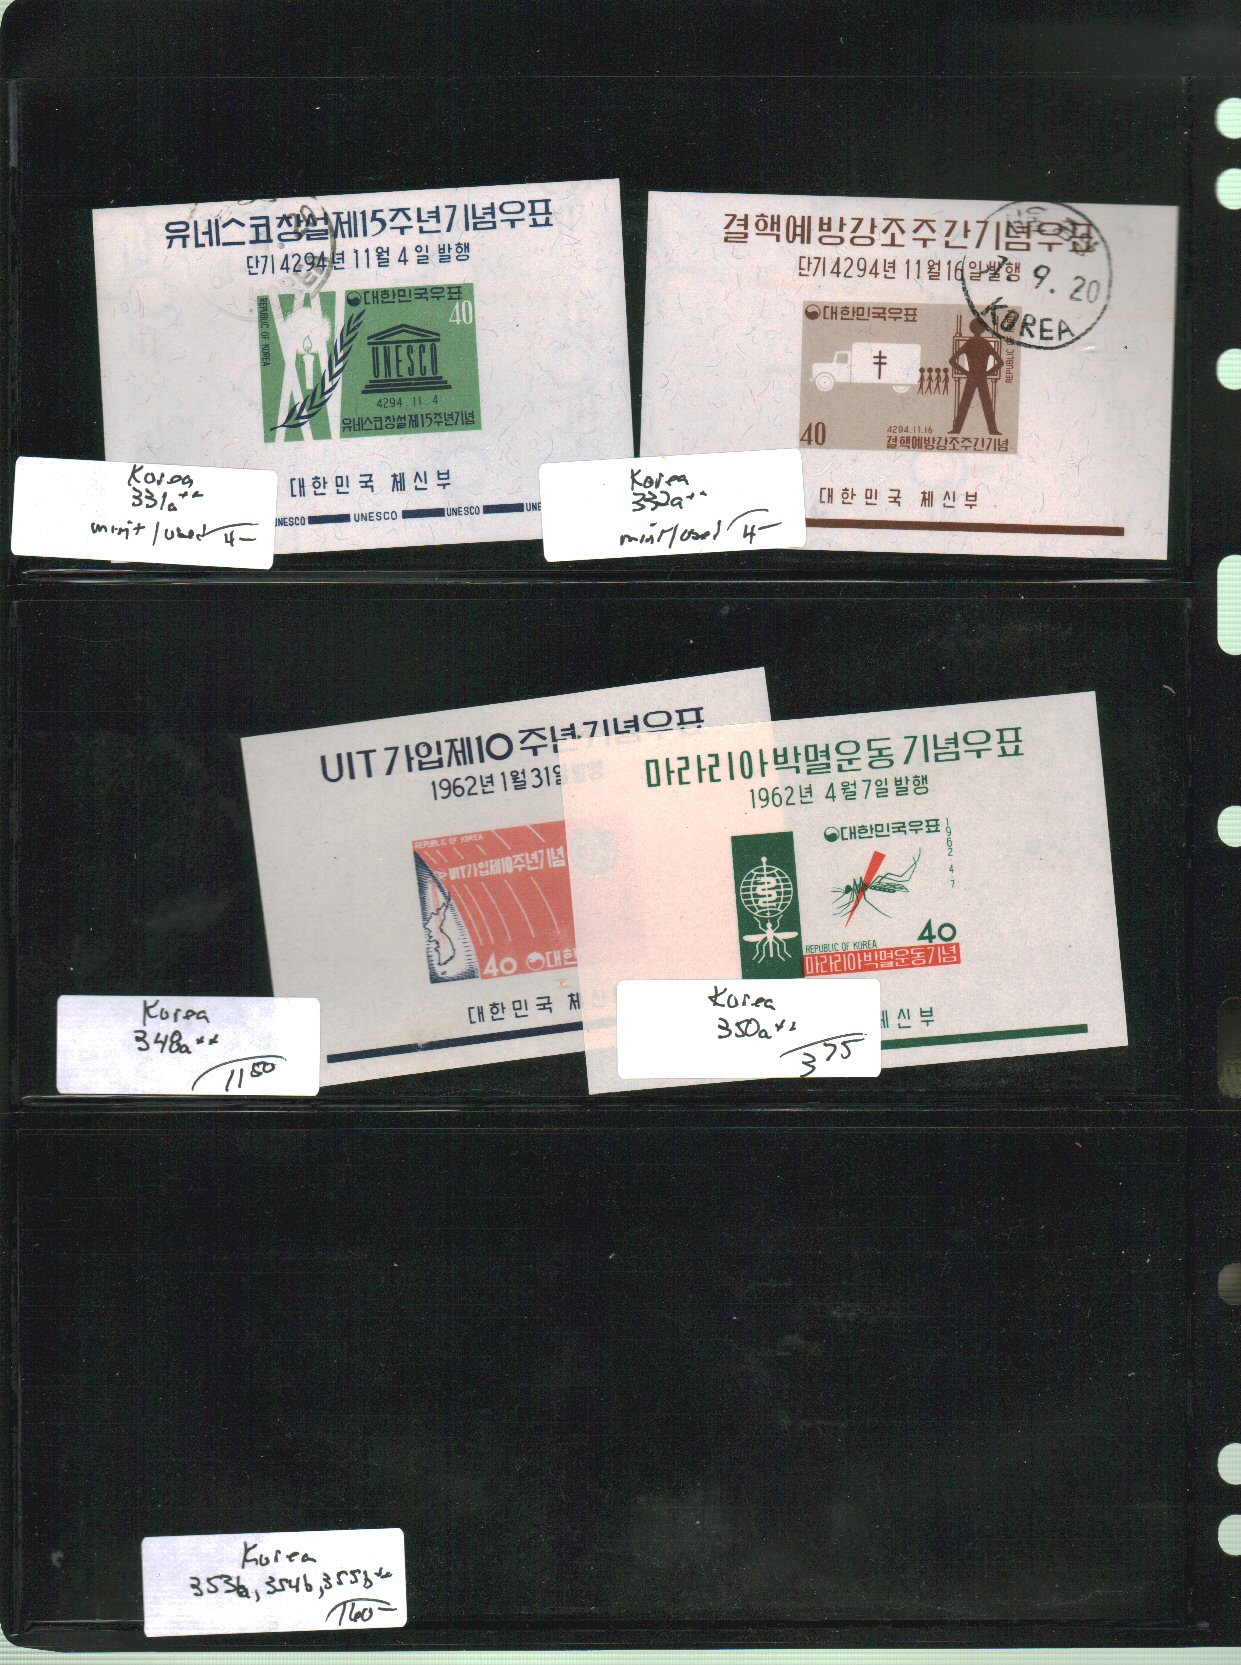 유네스코창설제15주년기념우표
단기 4294년 11월 4일 발행
REPUBLIC OF KOREA
대한민국우표
40
UNESCO
4294.11.4
유네스코창설제15주년기념
대한민국 체신부
UNESCO UNESCO UNESCO UNE
Korea
331a**
mint/used 4-
결핵예방강조주간기념우표
단기 4294년 11월 16일 발행
9.20
KOREA
대한민국우표
REPUBLIC
40
4294.11.16
결핵예방강조주간기념
대한민국 체신부
Korea
332a**
mint/used 4-
UIT 가입제10주년기념우표
1962년 1월 31일
REPUBLIC OF KOREA
UIT가입제10주년기념
40 대한
대한민국 체신
Korea
348a**
11 50
마라리아박멸운동기념우표
1962년 4월 7일 발행
대한민국우표
1962 4.7
40
REPUBLIC OF KOREA
마라리아박멸운동기념
체신부
Korea
350a**
3 75
Korea
353b, 354b, 355b**
160-